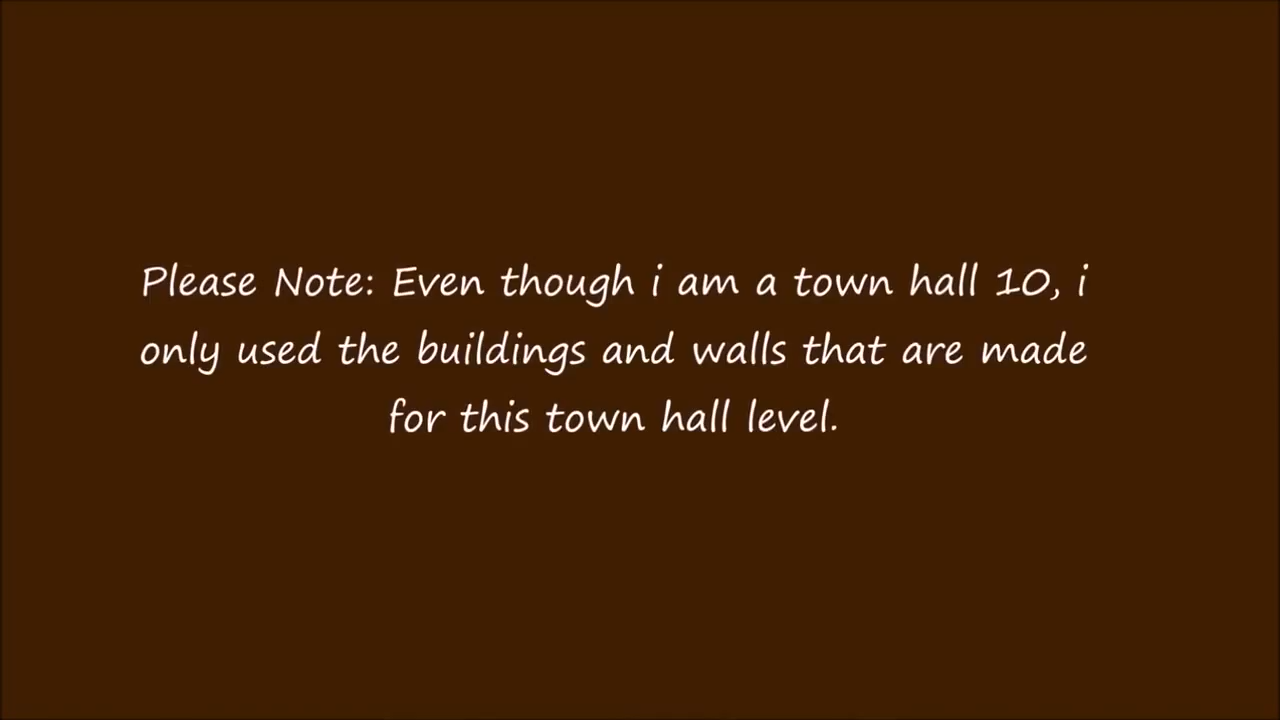 Please Note: Even though i am a town hall 10, i
only used the buildings and walls that are made
for this town hall level.